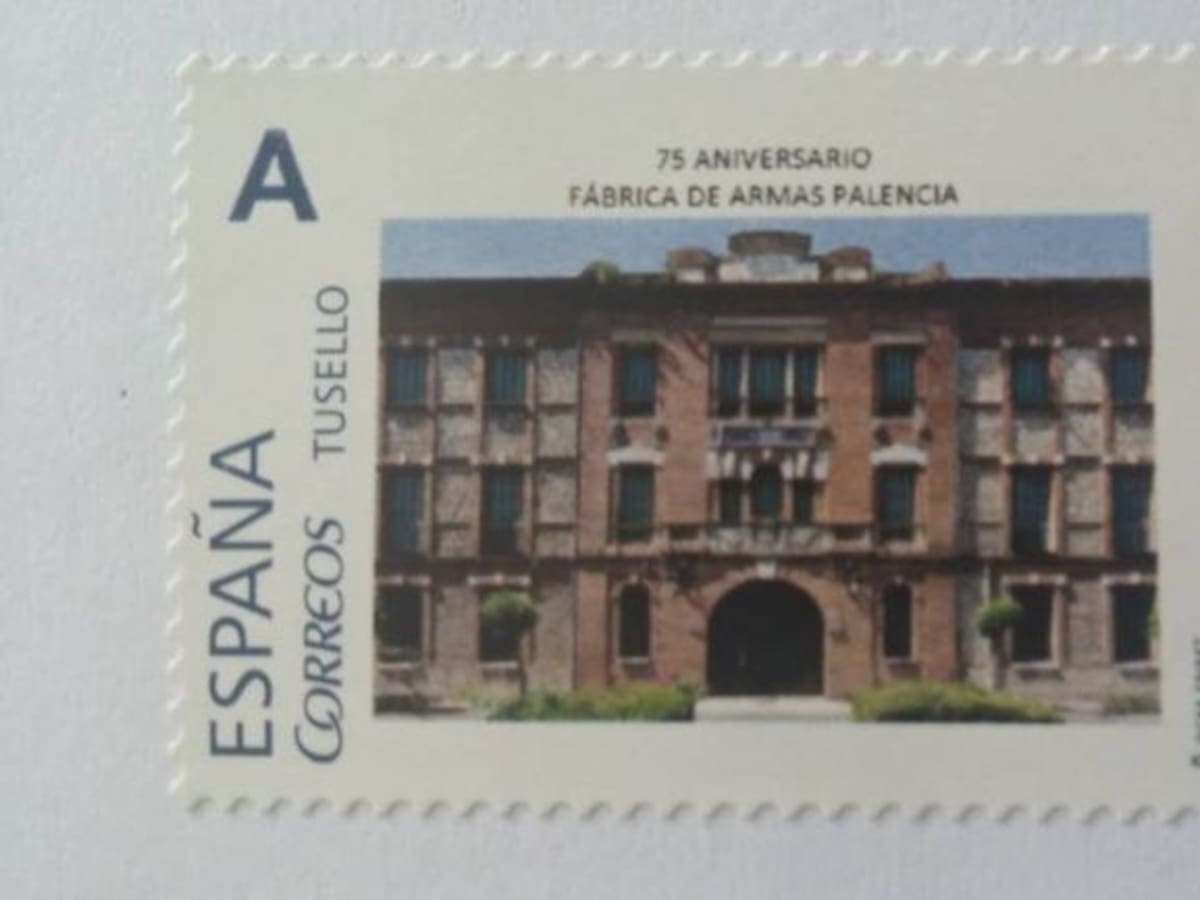 A
75 ANIVERSARIO
FÁBRICA DE ARMAS PALENCIA
ESPAÑA
CORREOS TUSELLO